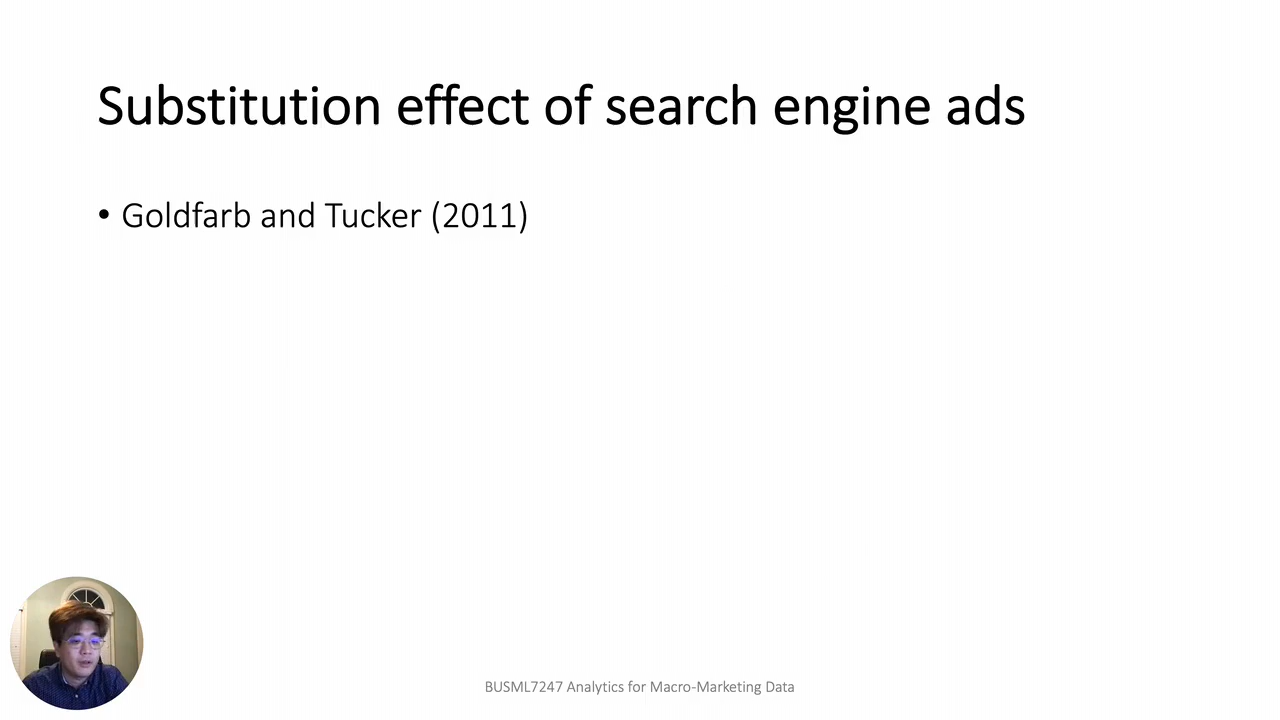 Substitution effect of search engine ads
• Goldfarb and Tucker (2011)
BUSML7247 Analytics for Macro-Marketing Data